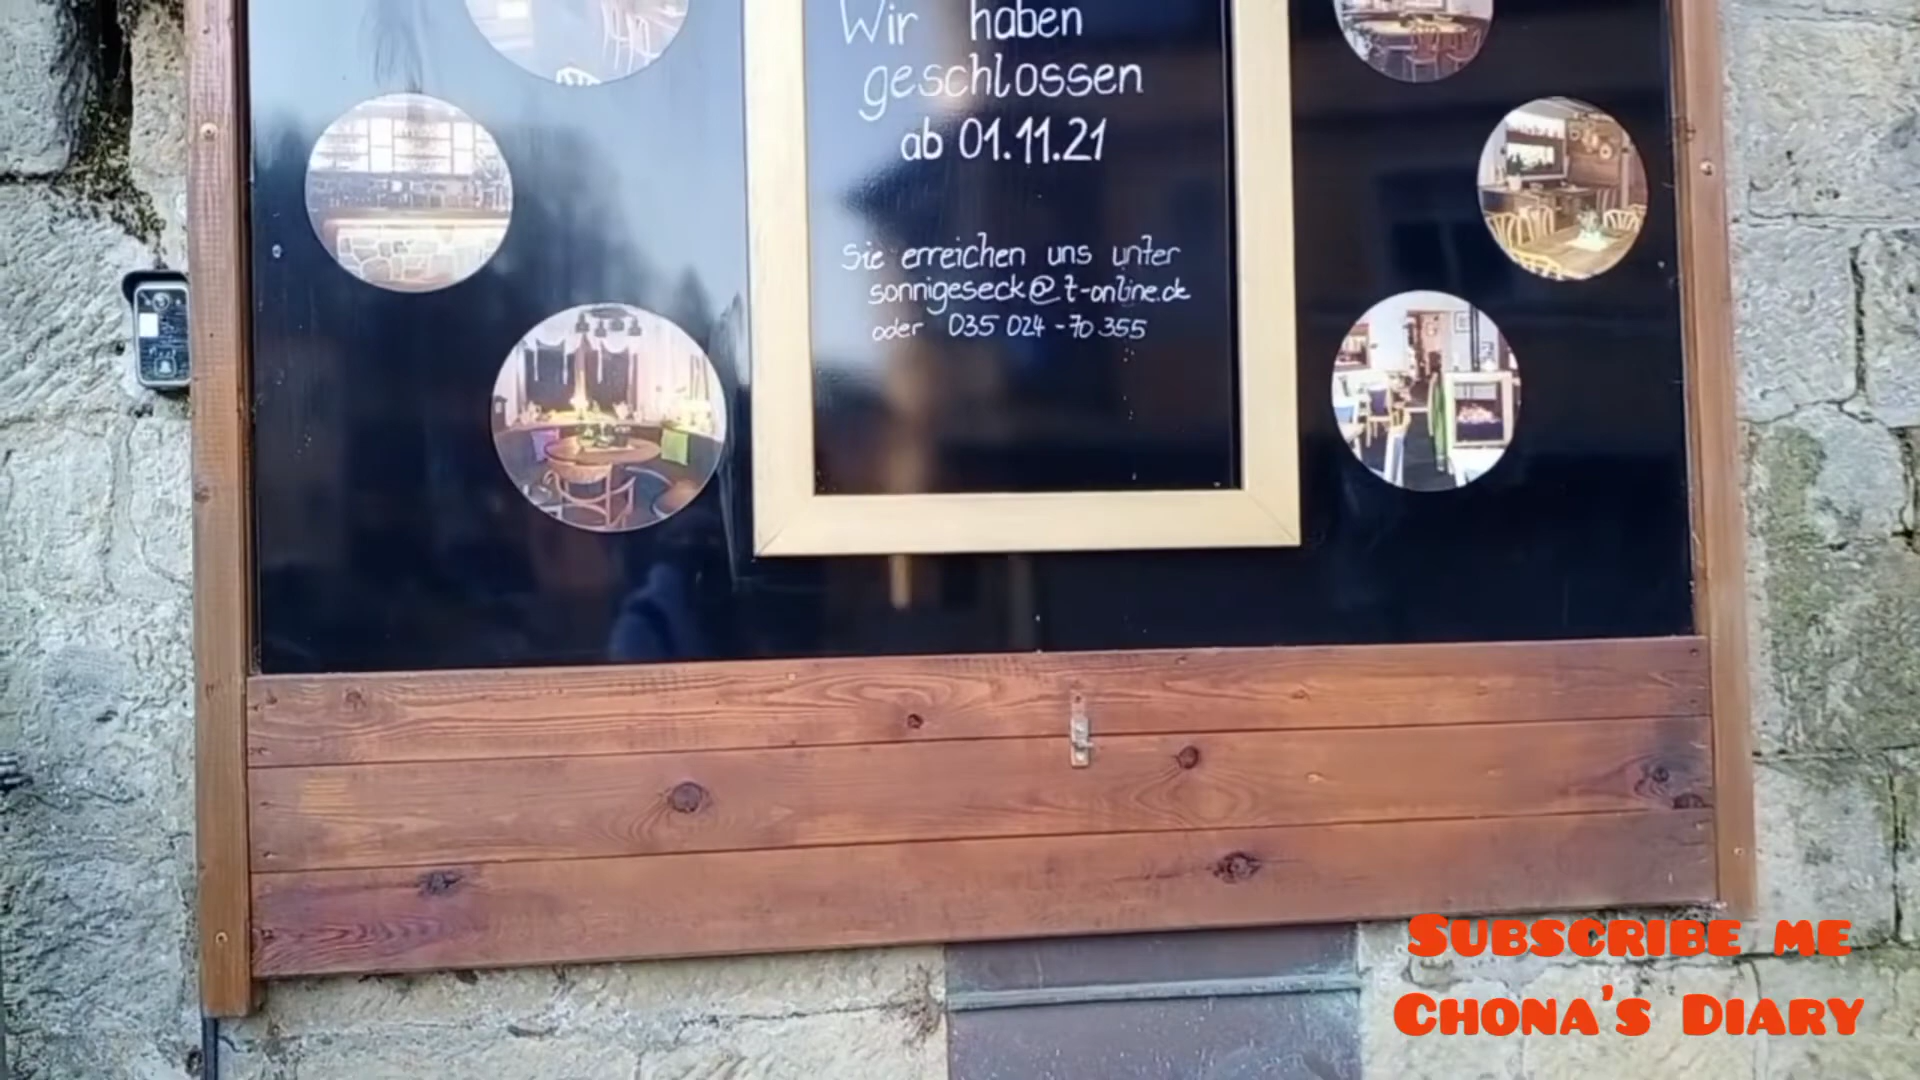 Wir haben
geschlossen
ab 01.11.21
Sie erreichen uns unter
sonnigeseck@t-online.de
oder 035 024 - 70 355
SUBSCRIBE ME
CHONA'S DIARY